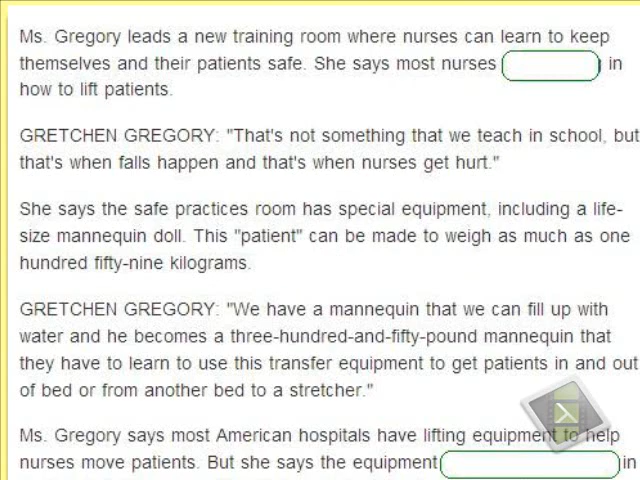 Ms. Gregory leads a new training room where nurses can learn to keep
themselves and their patients safe. She says most nurses in
how to lift patients.
GRETCHEN GREGORY: "That's not something that we teach in school, but
that's when falls happen and that's when nurses get hurt."
She says the safe practices room has special equipment, including a life-
size mannequin doll. This "patient" can be made to weigh as much as one
hundred fifty-nine kilograms.
GRETCHEN GREGORY: "We have a mannequin that we can fill up with
water and he becomes a three-hundred-and-fifty-pound mannequin that
they have to learn to use this transfer equipment to get patients in and out
of bed or from another bed to a stretcher."
Ms. Gregory says most American hospitals have lifting equipment to help
nurses move patients. But she says the equipment in